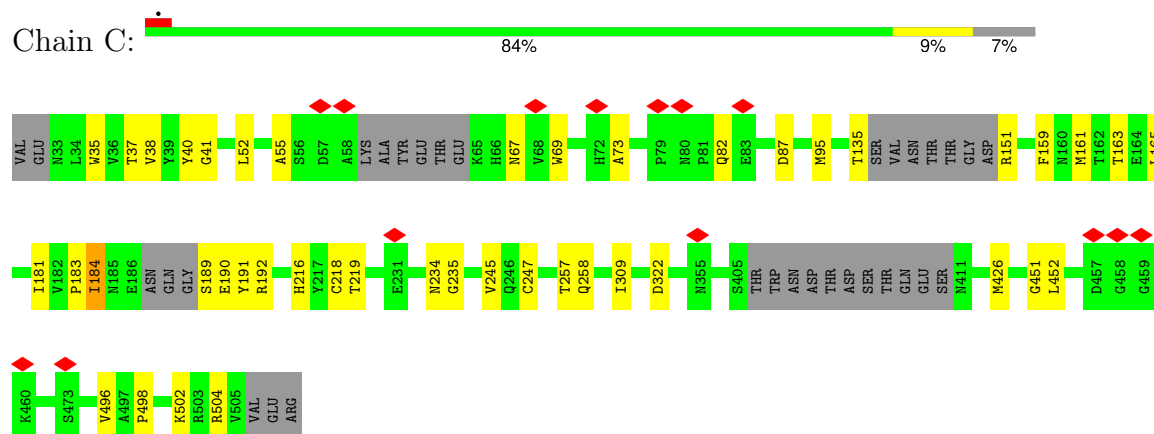 Chain C:
84% 9% 7%
VAL GLU N33 L34 W35 V36 T37 V38 Y39 Y40 G41 L52 A55 S56 D57 A58 LYS ALA TYR GLU THR GLU K65 H66 N67 V68 W69 H72 A73 P79 N80 P81 Q82 E83 D87 M95 T135 SER VAL ASN THR THR GLY ASP R151 F159 N160 M161 T162 T163 E164 L165
I181 V182 P183 I184 N185 E186 ASN GLN GLY S189 E190 Y191 R192 H216 Y217 C218 T219 E231 N234 G235 V245 Q246 C247 T257 Q258 I309 D322 N355 S405 THR TRP ASN ASP THR ASP SER THR GLN GLU SER N411 M426 G451 L452 D457 G458 G459
K460 S473 V496 A497 P498 K502 R503 R504 V505 VAL GLU ARG